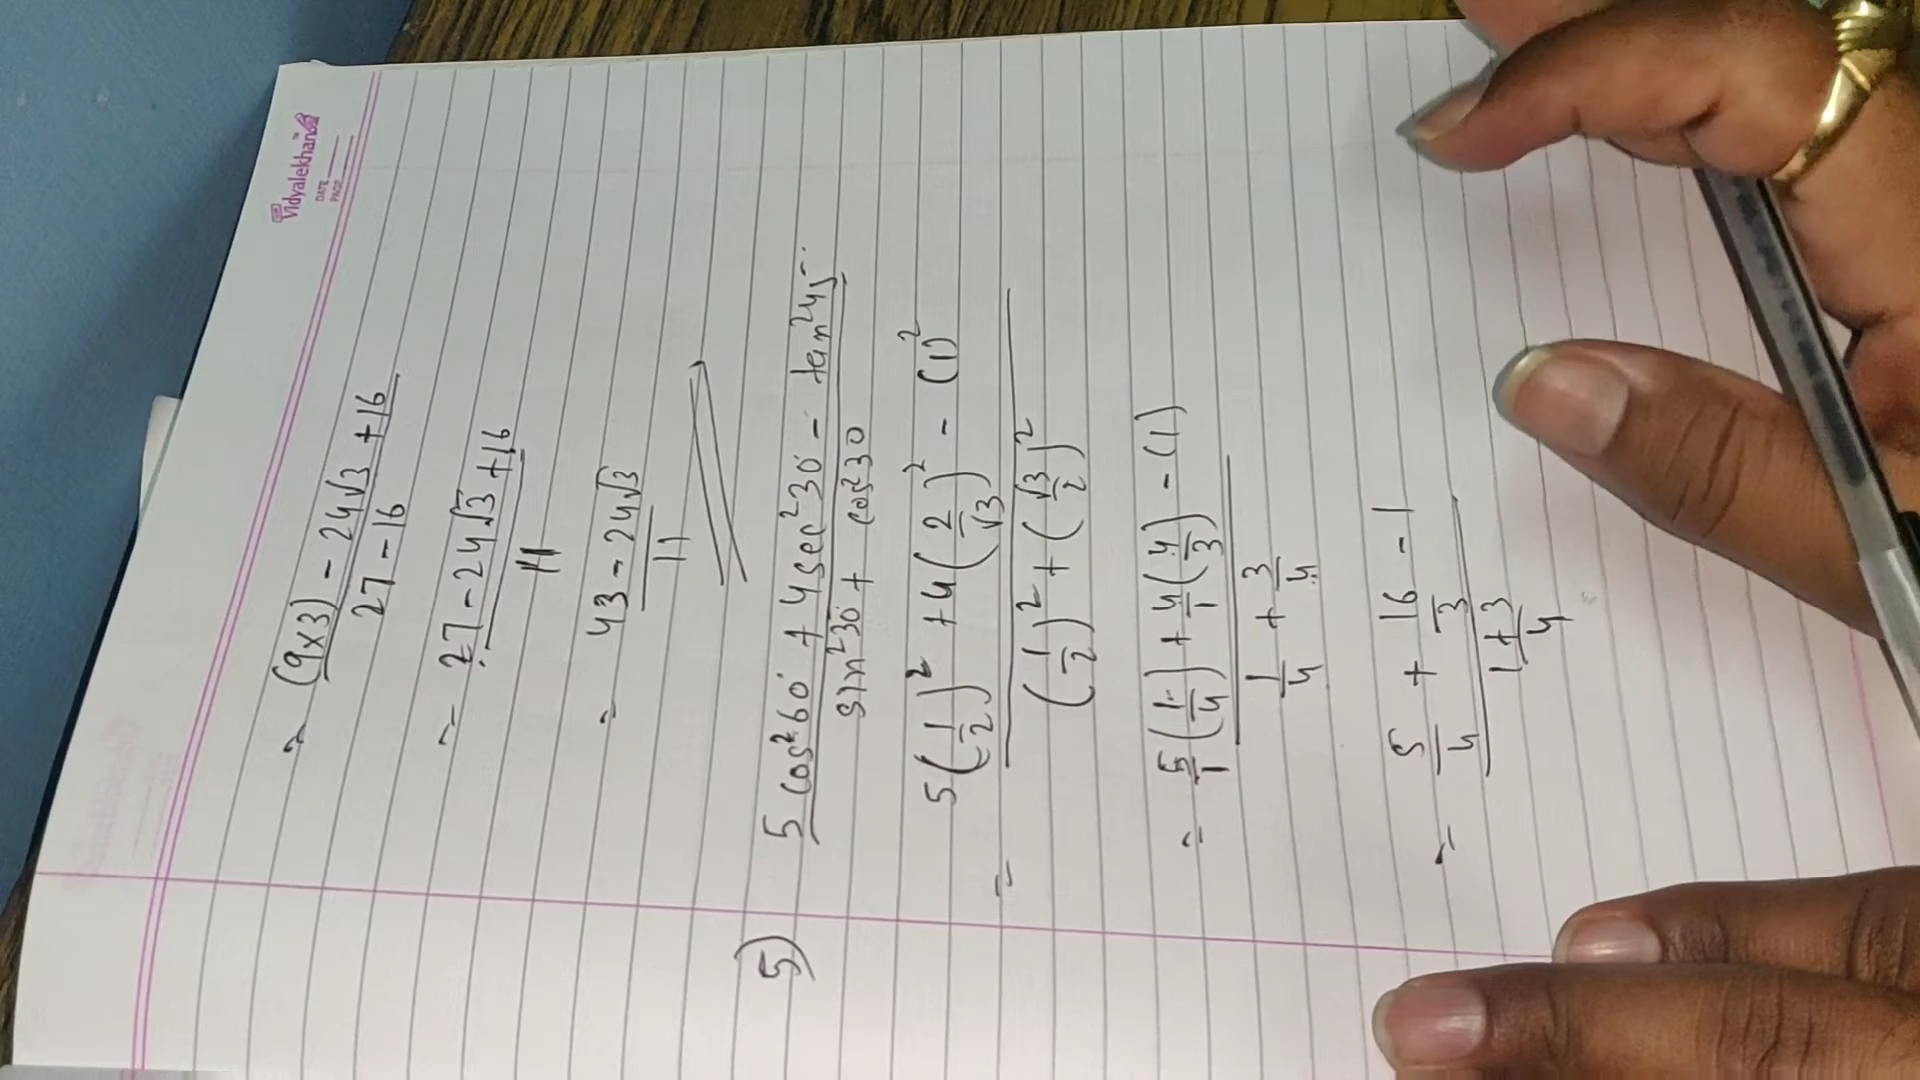 Vidyalekhan
DATE
PAGE
= (9x3) - 24√3 + 16
27 - 16
= 27 - 24√3 + 16
11
= 43 - 24√3
11
5) 5 cos²60° + 4 sec²30° - tan²45°
sin²30° + cos²30
= 5(1/2)² + 4(2/√3)² - (1)²
(1/2)² + (√3/2)²
= 5/1(1/4) + 4/1(4/3) - (1)
1/4 + 3/4
= 5/4 + 16/3 - 1
1+3/4